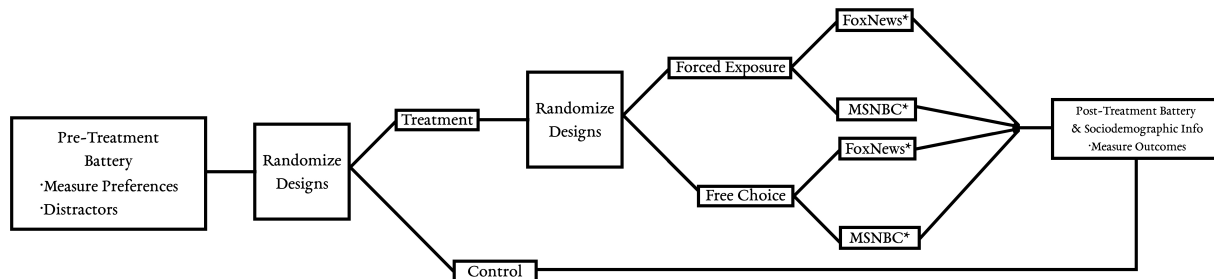 Pre-Treatment
Battery
·Measure Preferences
·Distractors
Randomize
Designs
Treatment
Control
Randomize
Designs
Forced Exposure
Free Choice
FoxNews*
MSNBC*
FoxNews*
MSNBC*
Post-Treatment Battery
& Sociodemographic Info
·Measure Outcomes